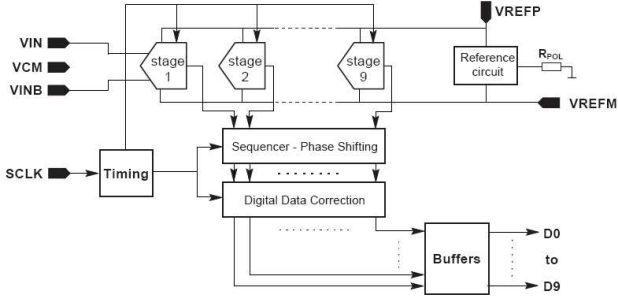 VREFP
VIN
VCM
VINB
stage 1
stage 2
stage 9
Reference circuit
RPOL
VREFM
Sequencer - Phase Shifting
SCLK
Timing
Digital Data Correction
Buffers
D0
to
D9